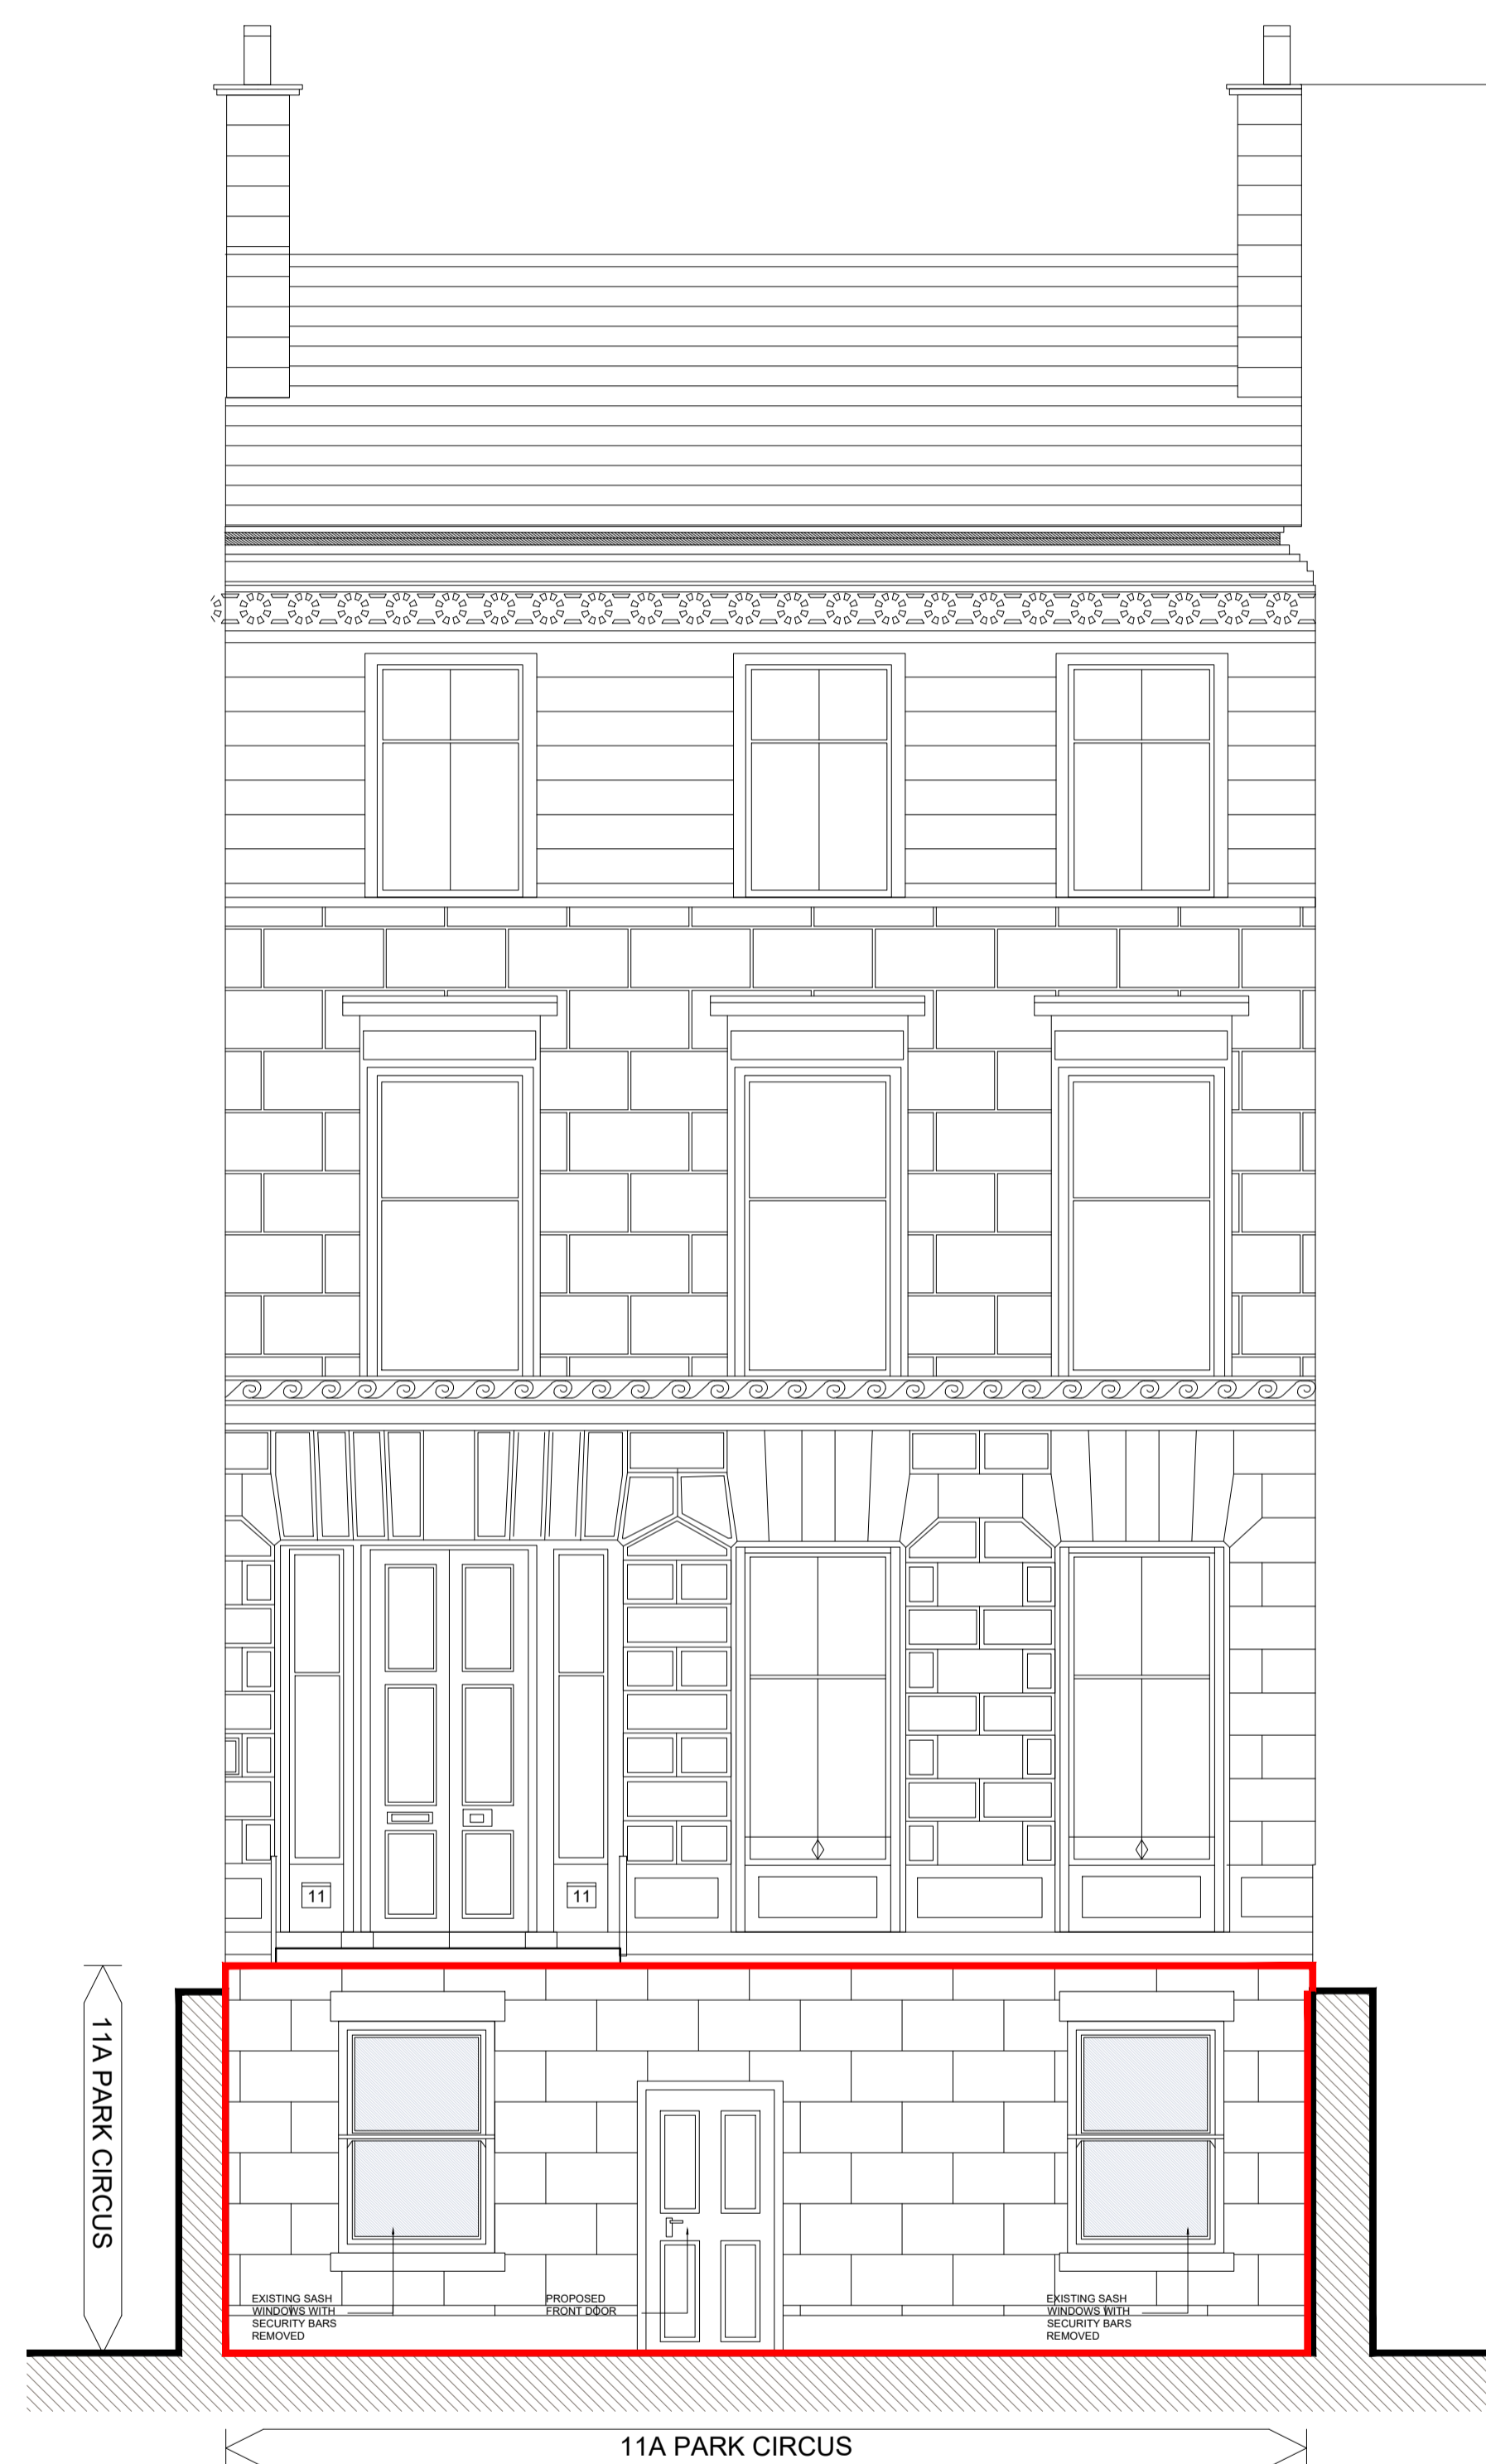 11
11
11A PARK CIRCUS
EXISTING SASH
WINDOWS WITH
SECURITY BARS
REMOVED
PROPOSED
FRONT DOOR
EXISTING SASH
WINDOWS WITH
SECURITY BARS
REMOVED
11A PARK CIRCUS